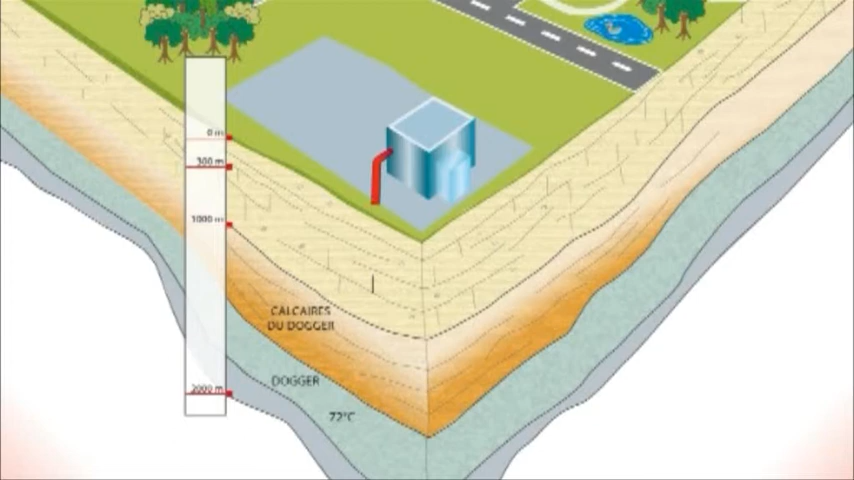 0 m
300 m
1000 m
CALCAIRES
DU DOGGER
DOGGER
2000 m
72°C